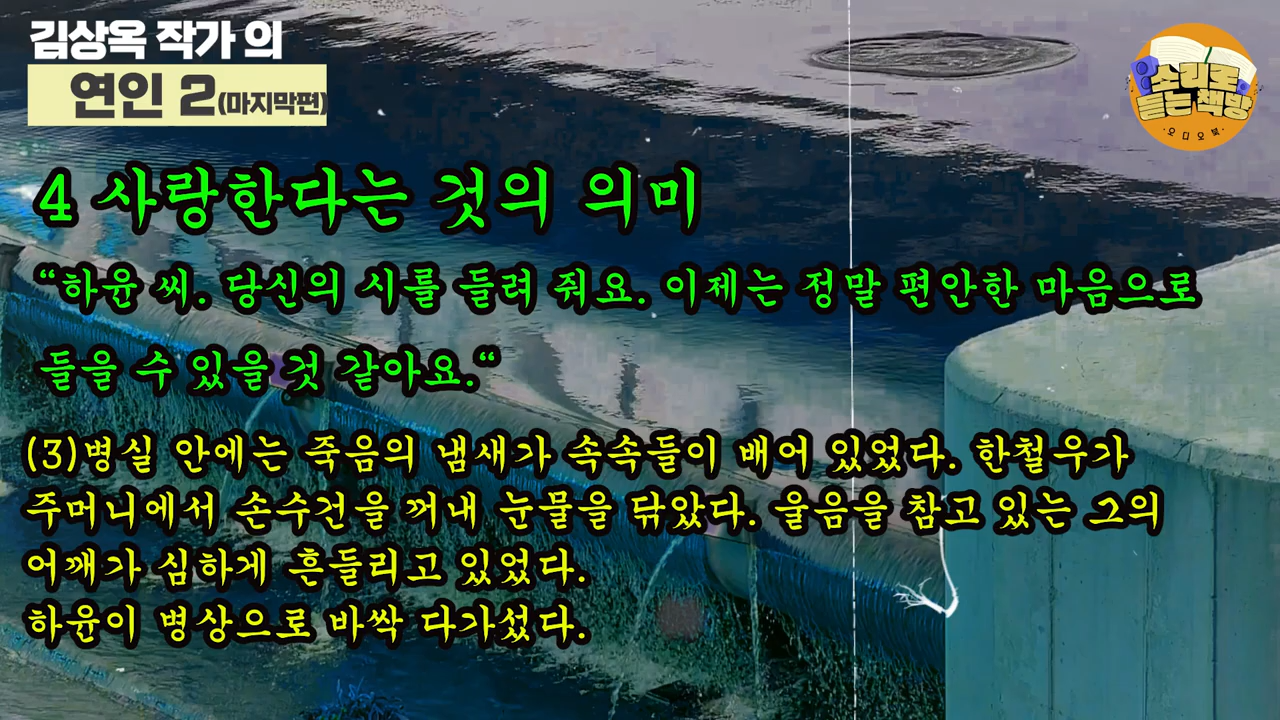 김상옥 작가 의
연인 2(마지막편)
소리로
듣는 책방
·오디오북·
4 사랑한다는 것의 의미
“하윤 씨. 당신의 시를 들려 줘요. 이제는 정말 편안한 마음으로
들을 수 있을 것 같아요.“
(3)병실 안에는 죽음의 냄새가 속속들이 배어 있었다. 한철우가
주머니에서 손수건을 꺼내 눈물을 닦았다. 울음을 참고 있는 그의
어깨가 심하게 흔들리고 있었다.
하윤이 병상으로 바싹 다가섰다.